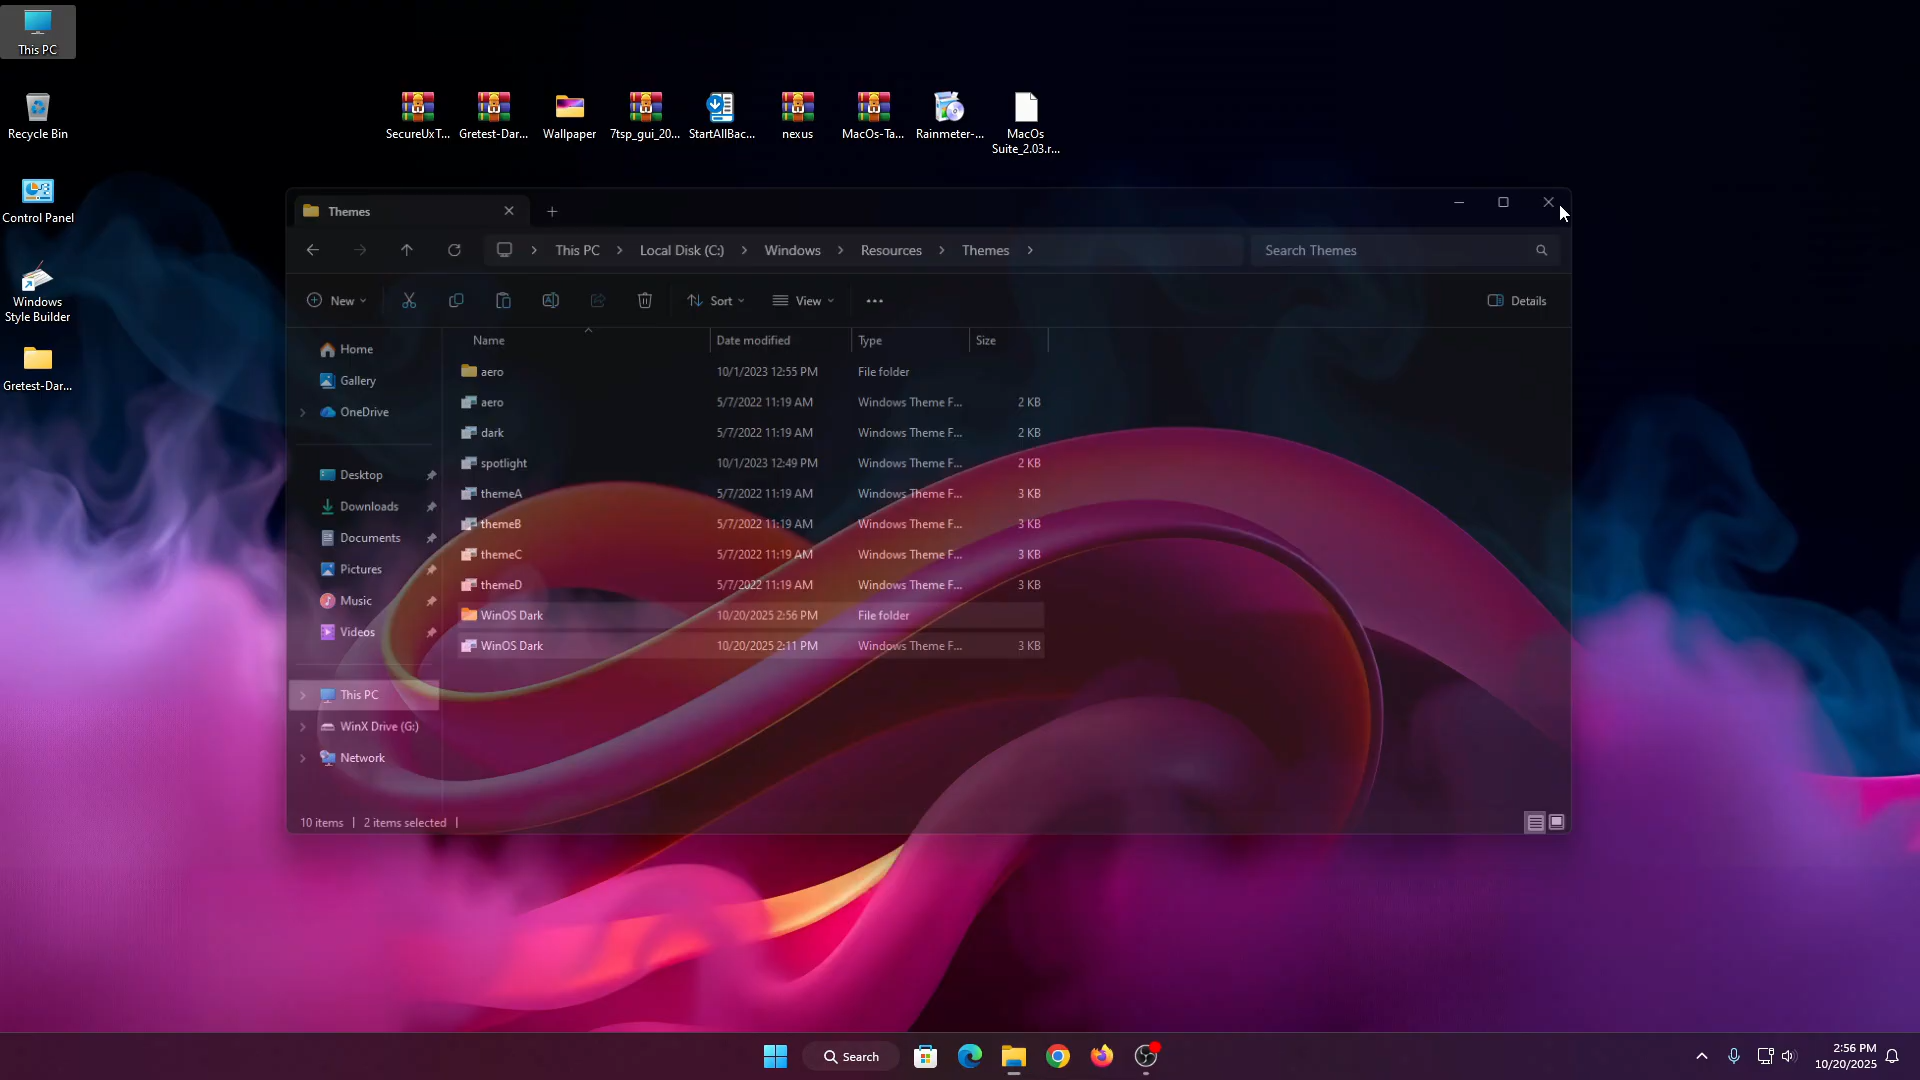 This PC
Recycle Bin
Control Panel
Windows
Style Builder
Gretest-Dar...
SecureUxT...
Gretest-Dar...
Wallpaper
7tsp_gui_20...
StartAllBac...
nexus
MacOs-Ta...
Rainmeter-...
MacOs
Suite_2.03.r...
Themes
This PC > Local Disk (C:) > Windows > Resources > Themes >
Search Themes
New
Sort
View
Details
Home
Gallery
OneDrive
Desktop
Downloads
Documents
Pictures
Music
Videos
This PC
WinX Drive (G:)
Network
Name Date modified Type Size
aero 10/1/2023 12:55 PM File folder
aero 5/7/2022 11:19 AM Windows Theme F... 2 KB
dark 5/7/2022 11:19 AM Windows Theme F... 2 KB
spotlight 10/1/2023 12:49 PM Windows Theme F... 2 KB
themeA 5/7/2022 11:19 AM Windows Theme F... 3 KB
themeB 5/7/2022 11:19 AM Windows Theme F... 3 KB
themeC 5/7/2022 11:19 AM Windows Theme F... 3 KB
themeD 5/7/2022 11:19 AM Windows Theme F... 3 KB
WinOS Dark 10/20/2025 2:56 PM File folder
WinOS Dark 10/20/2025 2:11 PM Windows Theme F... 3 KB
10 items | 2 items selected |
Search
2:56 PM
10/20/2025